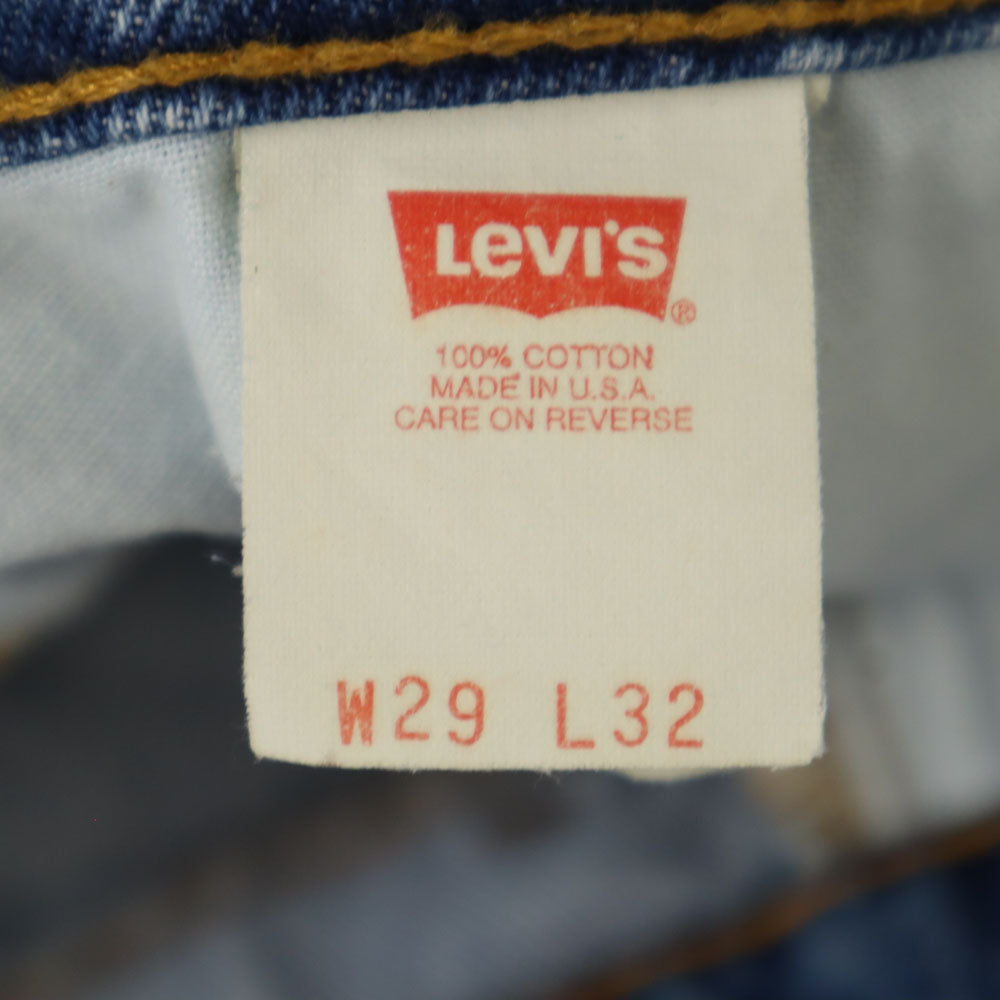 LEVI'S ®
100% COTTON
MADE IN U.S.A.
CARE ON REVERSE
W29 L32